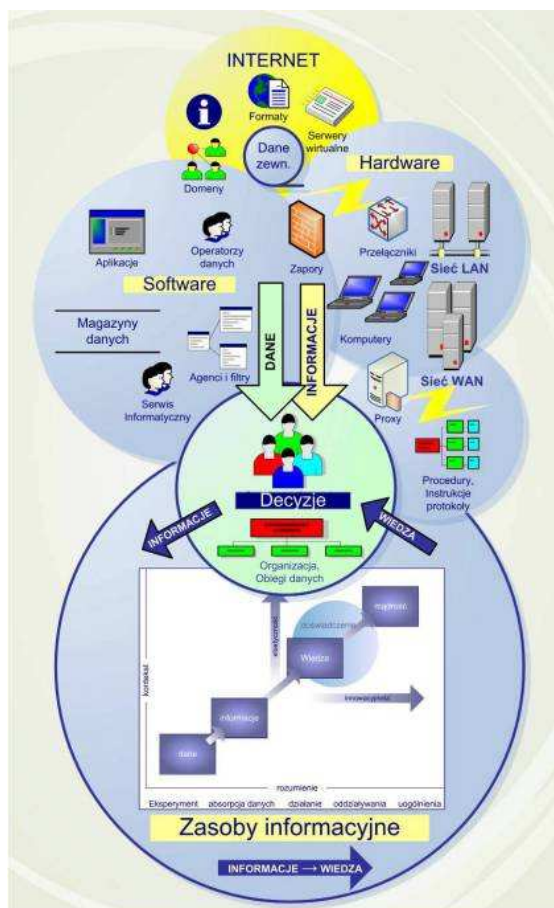 INTERNET
Formaty
Serwery
wirtualne
Dane
zewn.
Domeny
Hardware
Aplikacje
Operatorzy
danych
Software
Zapory
Przełączniki
Sieć LAN
Magazyny
danych
Agenci i filtry
Serwis
Informatyczny
DANE
INFORMACJE
Komputery
Sieć WAN
Proxy
Procedury,
Instrukcje
protokoły
Decyzje
INFORMACJE
WIEDZA
Organizacja,
Obiegi danych
kontekst
elastyczność
doświadczenie
mądrość
Wiedza
innowacyjność
informacje
dane
rozumienie
Eksperyment absorpcja danych działanie oddziaływania uogólnienia
Zasoby informacyjne
INFORMACJE → WIEDZA